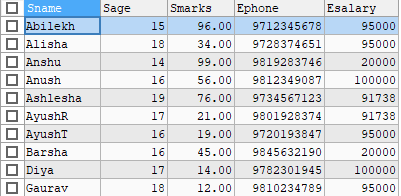 Sname Sage Smarks Ephone Esalary
Abilekh 15 96.00 9712345678 95000
Alisha 18 34.00 9728374651 95000
Anshu 14 99.00 9819283746 20000
Anush 16 56.00 9812349087 100000
Ashlesha 19 76.00 9734567123 91738
AyushR 17 21.00 9801928374 91738
AyushT 16 19.00 9720193847 95000
Barsha 16 45.00 9845632190 20000
Diya 17 14.00 9782301945 100000
Gaurav 18 12.00 9810234789 95000